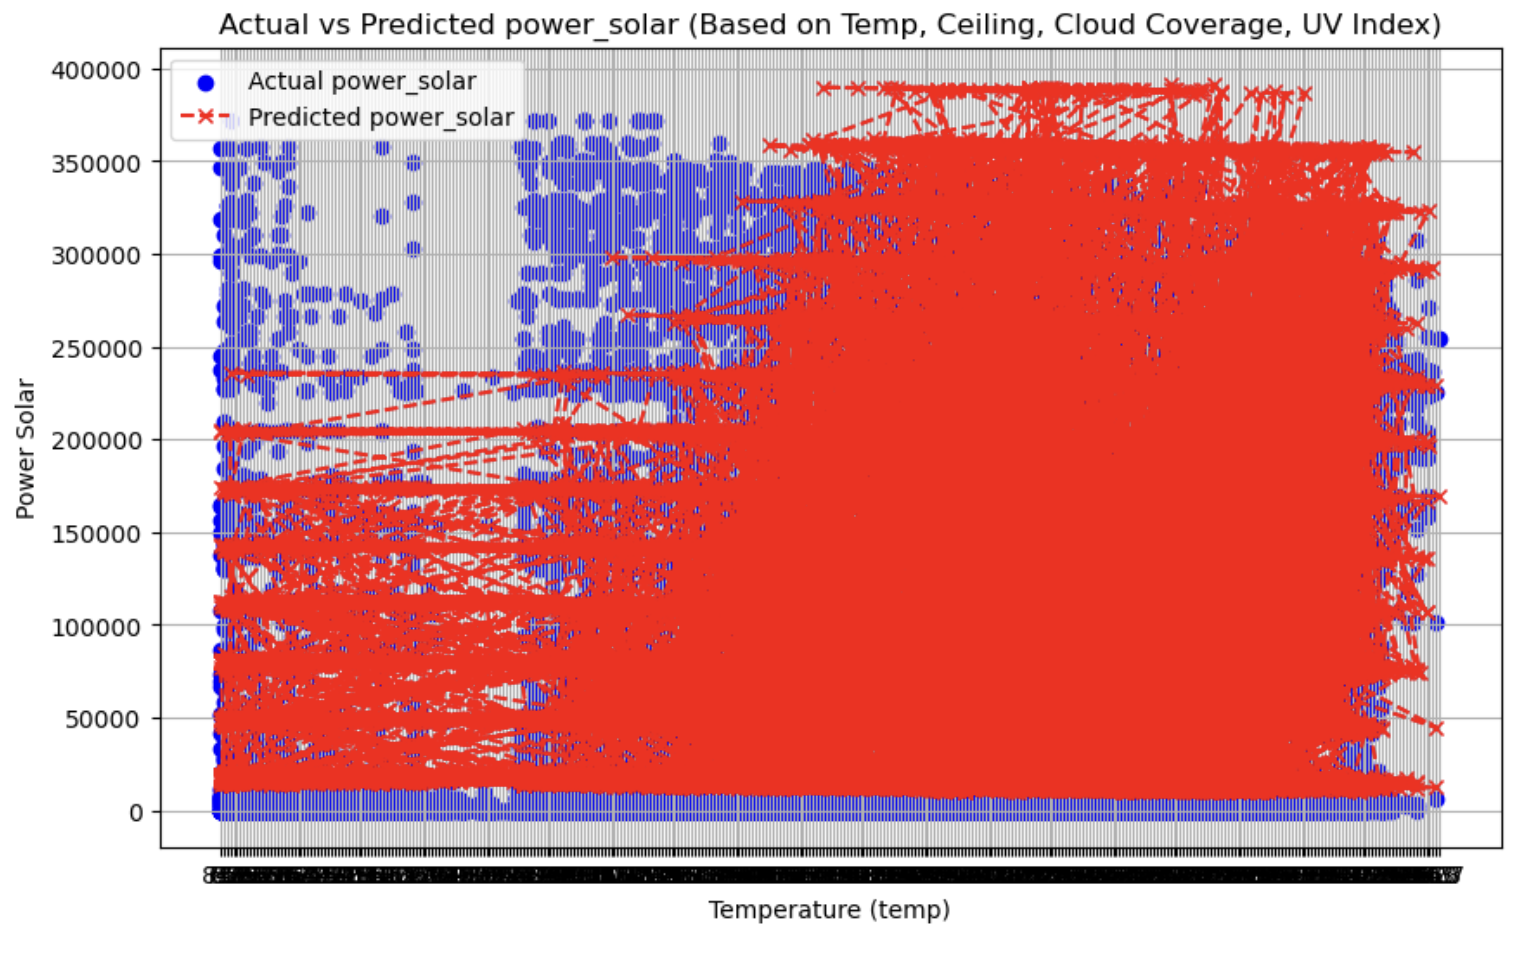 Actual vs Predicted power_solar (Based on Temp, Ceiling, Cloud Coverage, UV Index)
Actual power_solar
Predicted power_solar
400000
350000
300000
250000
200000
150000
100000
50000
0
Power Solar
Temperature (temp)